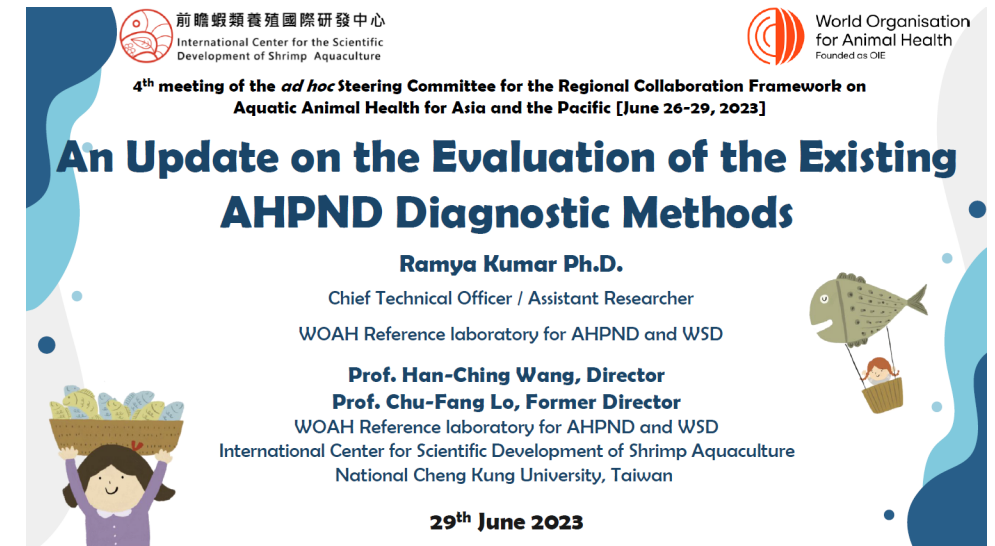 前瞻蝦類養殖國際研發中心
International Center for the Scientific
Development of Shrimp Aquaculture
World Organisation
for Animal Health
Founded as OIE
4th meeting of the ad hoc Steering Committee for the Regional Collaboration Framework on
Aquatic Animal Health for Asia and the Pacific [June 26-29, 2023]
An Update on the Evaluation of the Existing
AHPND Diagnostic Methods
Ramya Kumar Ph.D.
Chief Technical Officer / Assistant Researcher
WOAH Reference laboratory for AHPND and WSD
Prof. Han-Ching Wang, Director
Prof. Chu-Fang Lo, Former Director
WOAH Reference laboratory for AHPND and WSD
International Center for Scientific Development of Shrimp Aquaculture
National Cheng Kung University, Taiwan
29th June 2023